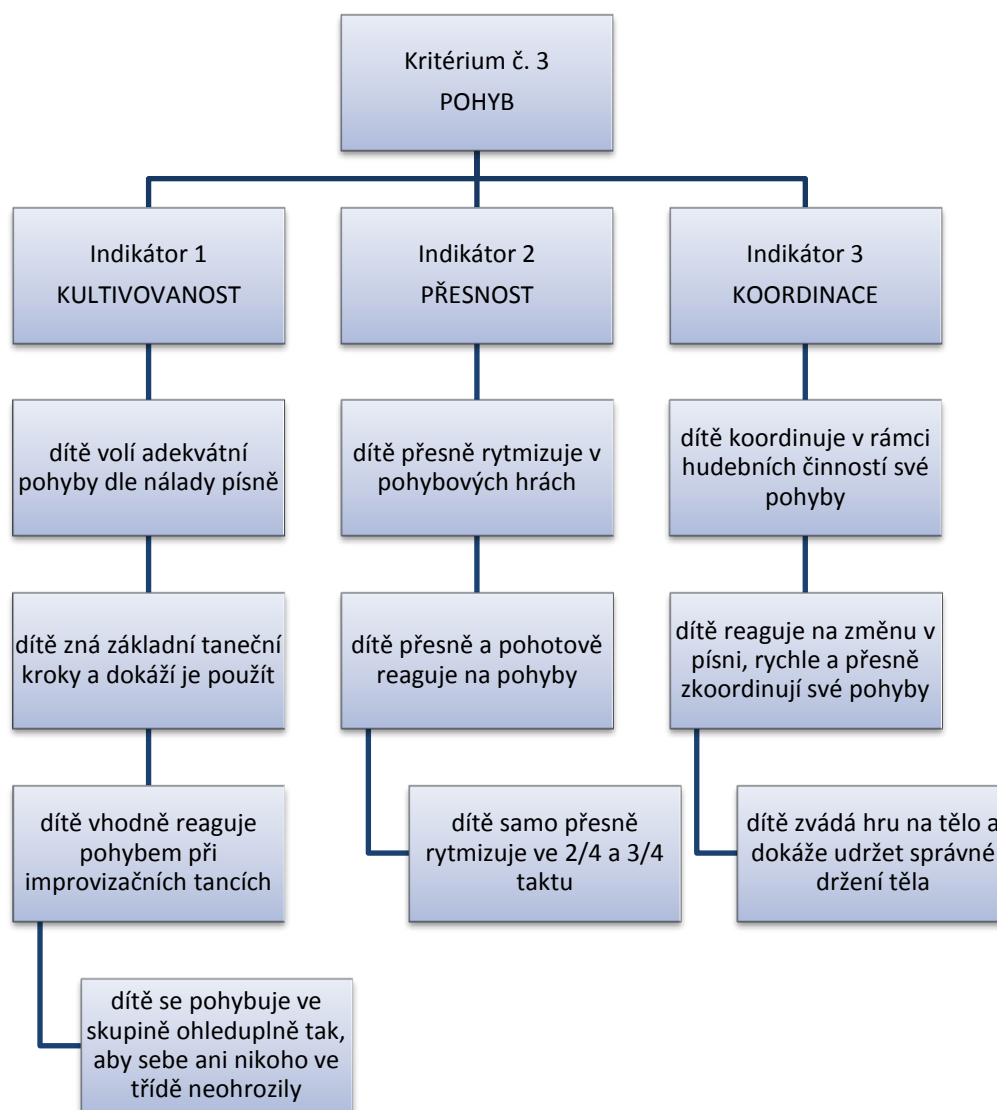 Kritérium č. 3
POHYB
Indikátor 1
KULTIVOVANOST
dítě volí adekvátní
pohyby dle nálady písně
dítě zná základní taneční
kroky a dokáží je použít
dítě vhodně reaguje
pohybem při
improvizačních tancích
dítě se pohybuje ve
skupině ohleduplně tak,
aby sebe ani nikoho ve
třídě neohrozily
Indikátor 2
PŘESNOST
dítě přesně rytmizuje v
pohybových hrách
dítě přesně a pohotově
reaguje na pohyby
dítě samo přesně
rytmizuje ve 2/4 a 3/4
taktu
Indikátor 3
KOORDINACE
dítě koordinuje v rámci
hudebních činností své
pohyby
dítě reaguje na změnu v
písni, rychle a přesně
zkoordinují své pohyby
dítě zvádá hru na tělo a
dokáže udržet správné
držení těla